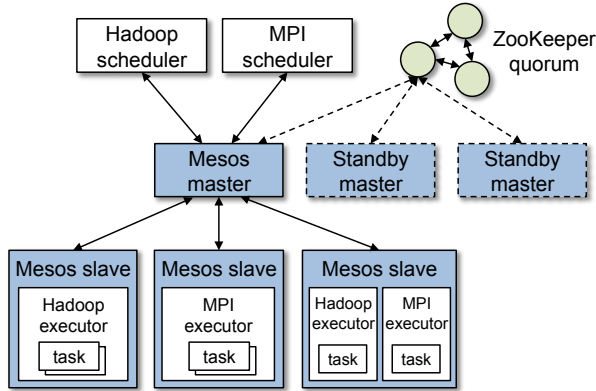 Hadoop
scheduler
MPI
scheduler
ZooKeeper
quorum
Mesos
master
Standby
master
Standby
master
Mesos slave
Hadoop
executor
task
Mesos slave
MPI
executor
task
Mesos slave
Hadoop
executor
task
MPI
executor
task